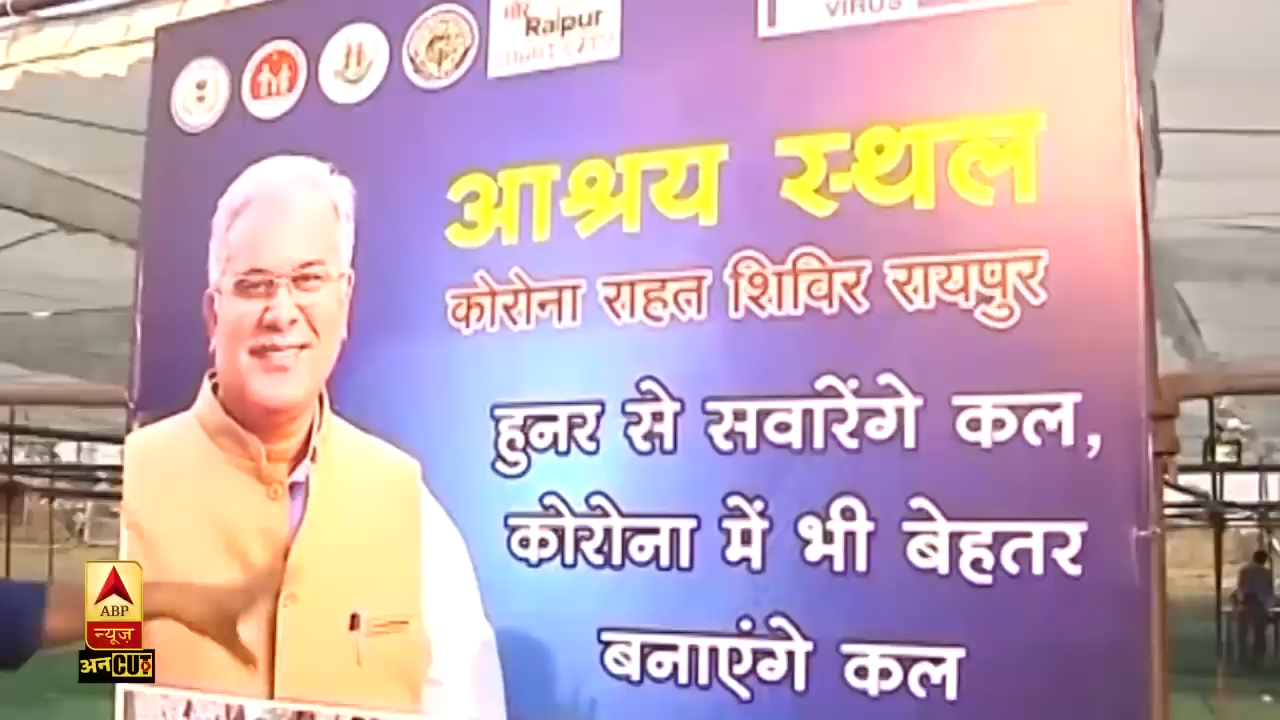 मोर
Raipur
VIRUS
आश्रय स्थल
कोरोना राहत शिविर रायपुर
हुनर से सवारेंगे कल,
कोरोना में भी बेहतर
बनाएंगे कल
ABP
न्यूज़
अनCUT